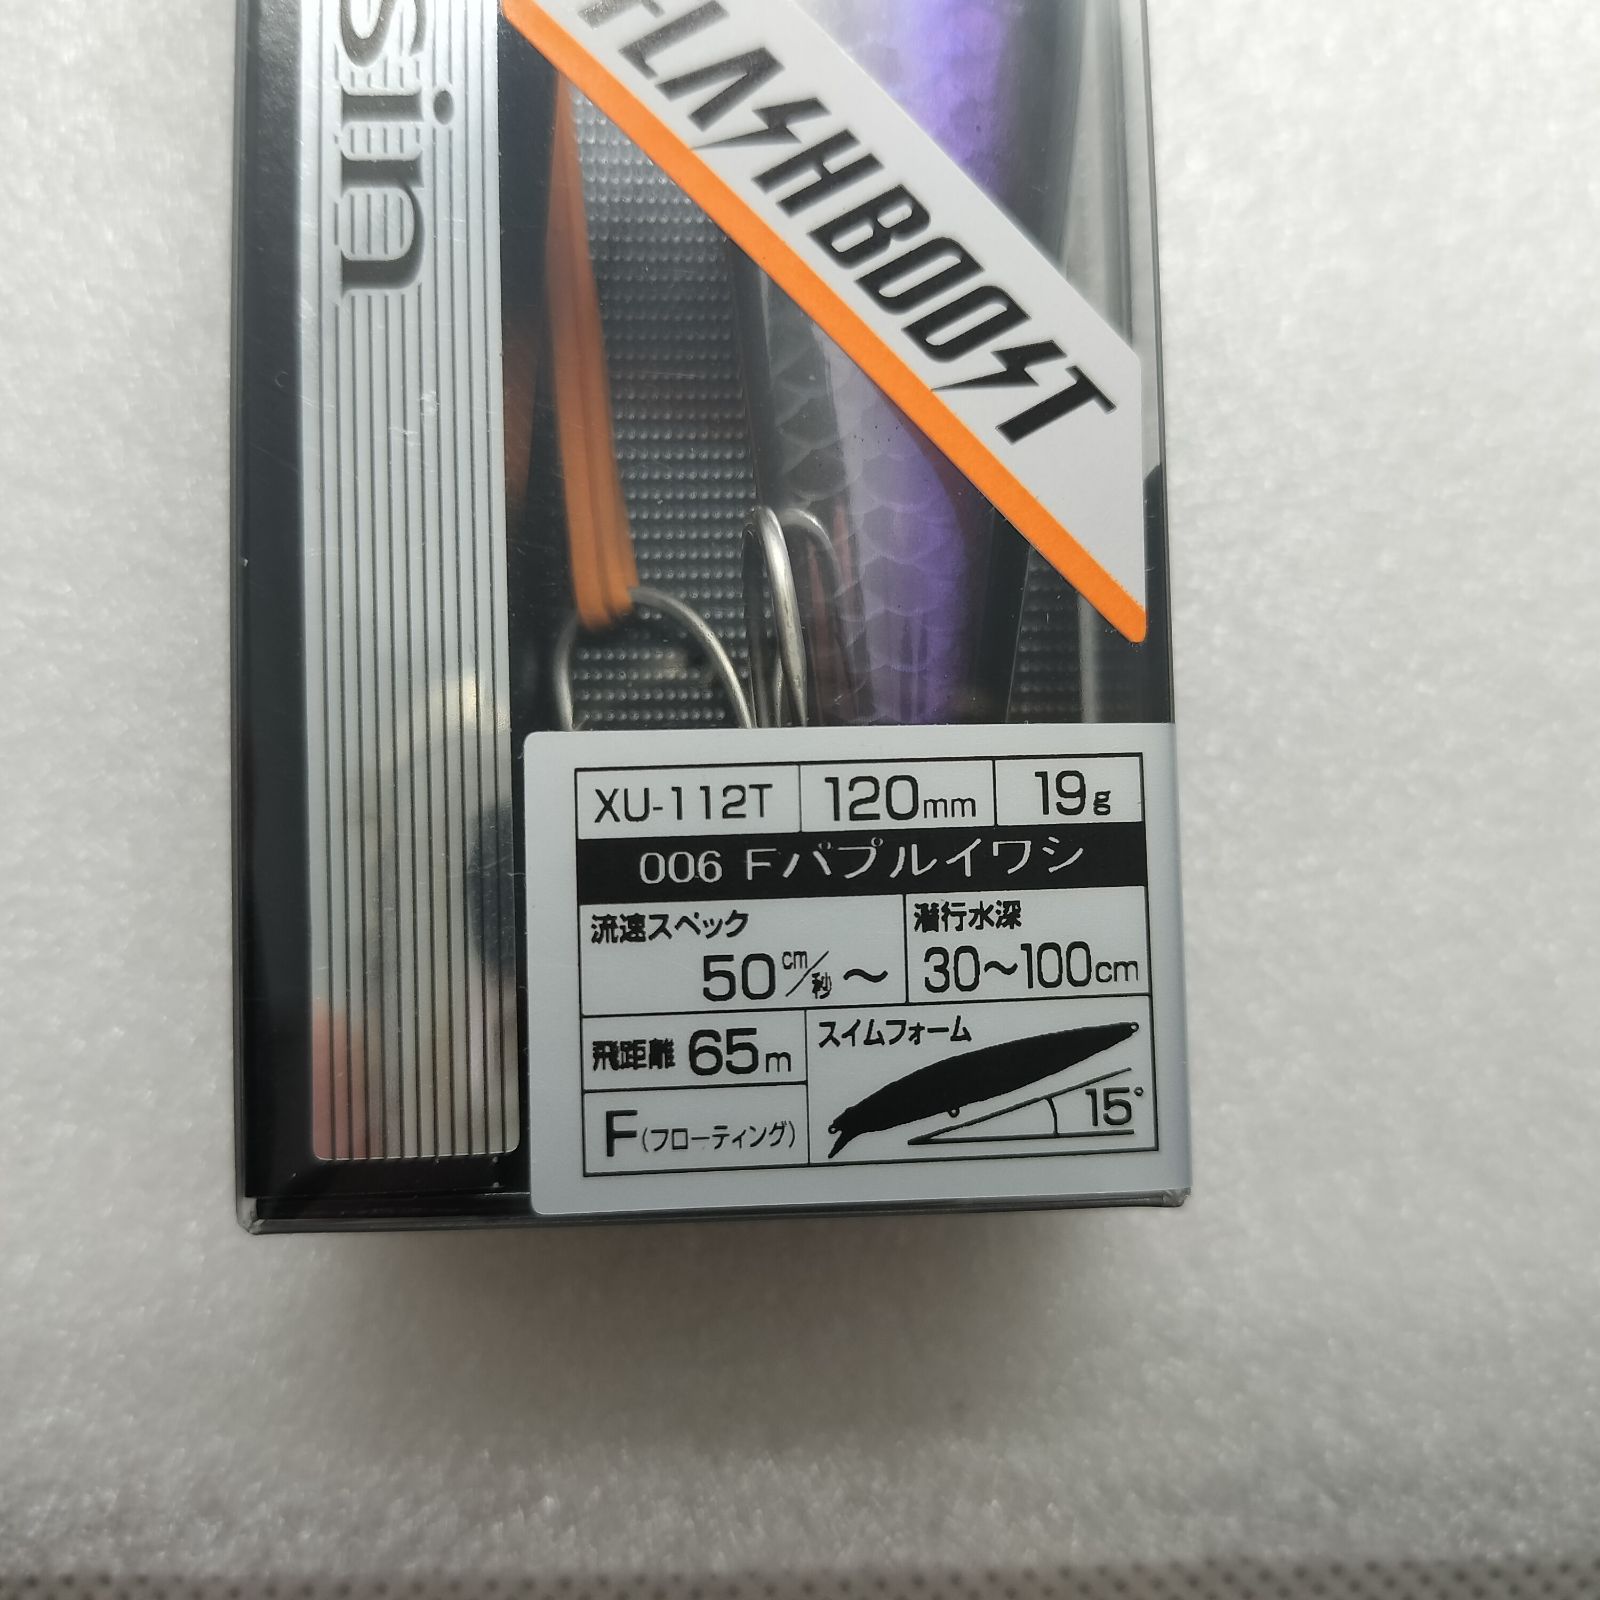 sin
FLASHBOOST
XU-112T 120mm 19g
006 Fパプルイワシ
流速スペック 潜行水深
50cm/秒〜 30〜100cm
飛距離 65m スイムフォーム
15°
F(フローティング)